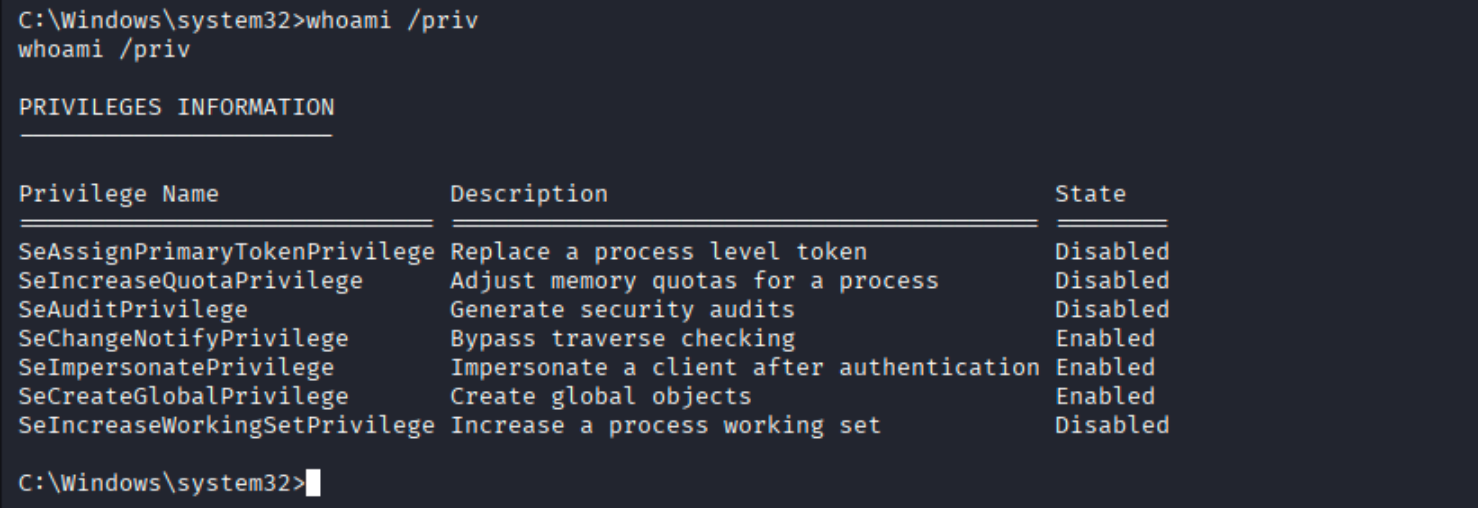 C:\Windows\system32>whoami /priv
whoami /priv
PRIVILEGES INFORMATION
Privilege Name Description State
SeAssignPrimaryTokenPrivilege Replace a process level token Disabled
SeIncreaseQuotaPrivilege Adjust memory quotas for a process Disabled
SeAuditPrivilege Generate security audits Disabled
SeChangeNotifyPrivilege Bypass traverse checking Enabled
SeImpersonatePrivilege Impersonate a client after authentication Enabled
SeCreateGlobalPrivilege Create global objects Enabled
SeIncreaseWorkingSetPrivilege Increase a process working set Disabled
C:\Windows\system32>